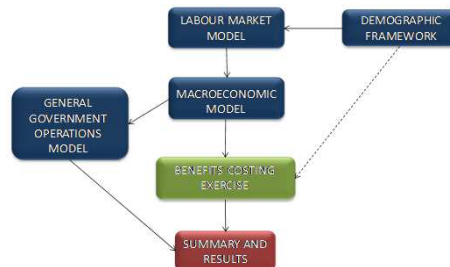 LABOUR MARKET
MODEL
DEMOGRAPHIC
FRAMEWORK
GENERAL
GOVERNMENT
OPERATIONS
MODEL
MACROECONOMIC
MODEL
BENEFITS COSTING
EXERCISE
SUMMARY AND
RESULTS